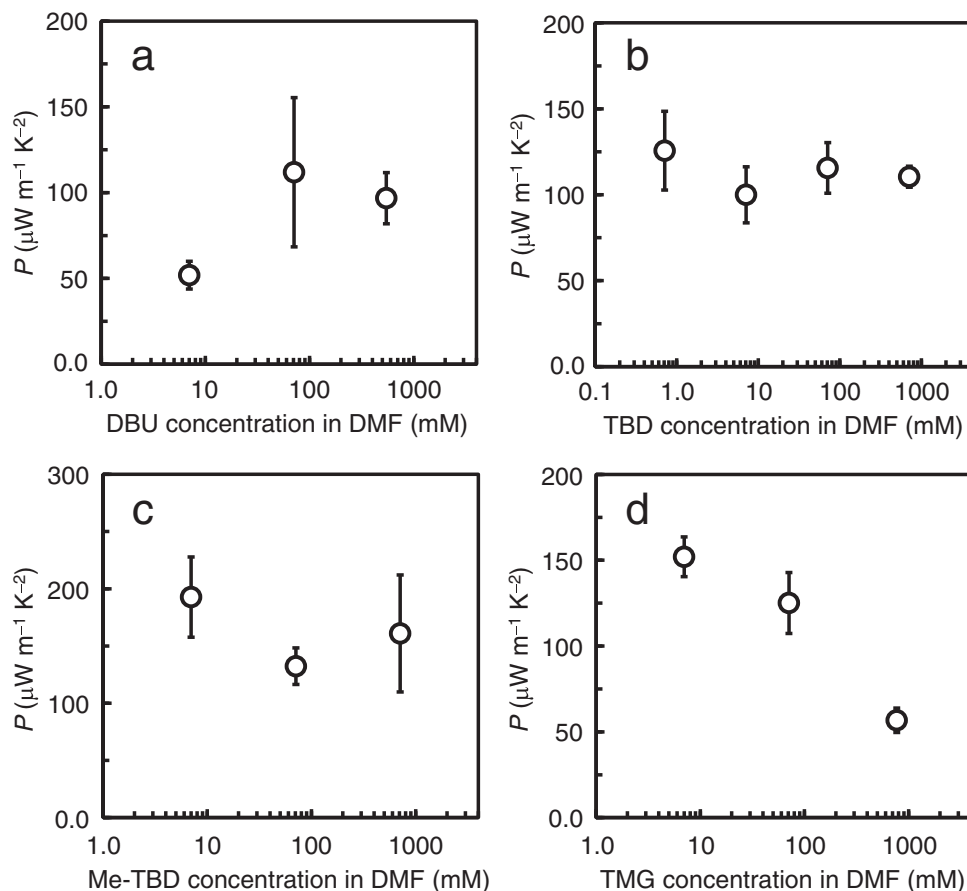 a
200
150
100
50
0.0
P (μW m⁻¹ K⁻²)
1.0 10 100 1000
DBU concentration in DMF (mM)
b
200
150
100
50
0.0
P (μW m⁻¹ K⁻²)
0.1 1.0 10 100 1000
TBD concentration in DMF (mM)
c
300
200
100
0.0
P (μW m⁻¹ K⁻²)
1.0 10 100 1000
Me-TBD concentration in DMF (mM)
d
200
150
100
50
0.0
P (μW m⁻¹ K⁻²)
1.0 10 100 1000
TMG concentration in DMF (mM)